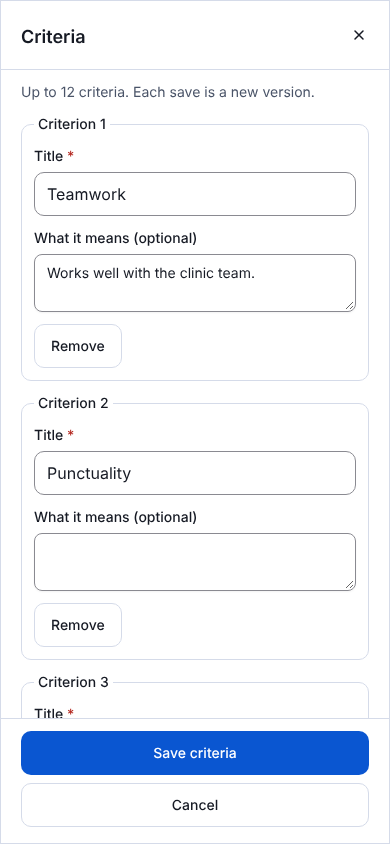 Criteria
Up to 12 criteria. Each save is a new version.
Criterion 1
Title *
Teamwork
What it means (optional)
Works well with the clinic team.
Remove
Criterion 2
Title *
Punctuality
What it means (optional)
Remove
Criterion 3
Title *
Save criteria
Cancel